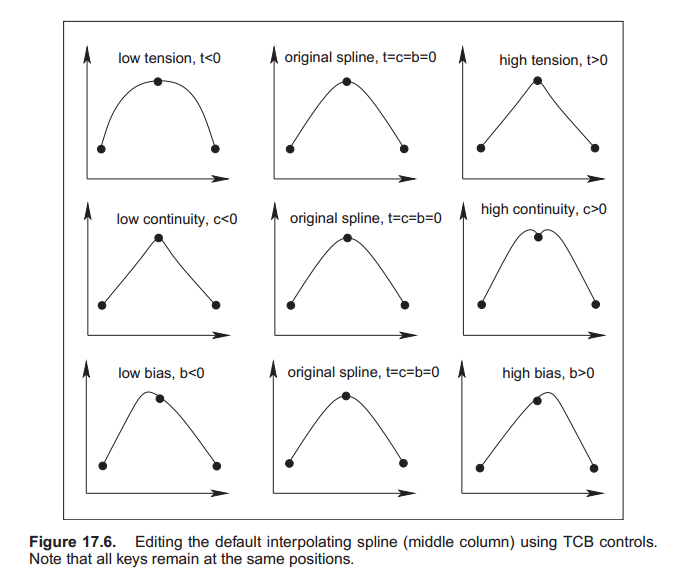 low tension, t<0
original spline, t=c=b=0
high tension, t>0
low continuity, c<0
original spline, t=c=b=0
high continuity, c>0
low bias, b<0
original spline, t=c=b=0
high bias, b>0
Figure 17.6. Editing the default interpolating spline (middle column) using TCB controls.
Note that all keys remain at the same positions.